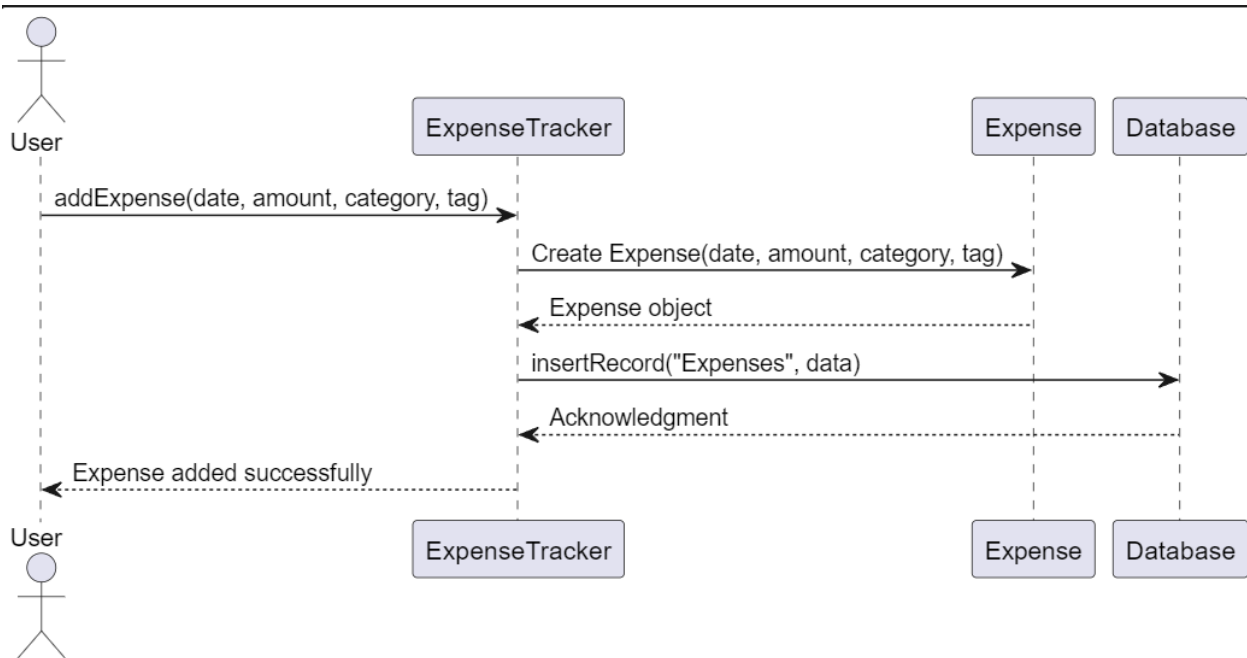 User
ExpenseTracker
Expense
Database
addExpense(date, amount, category, tag)
Create Expense(date, amount, category, tag)
Expense object
insertRecord("Expenses", data)
Acknowledgment
Expense added successfully
User
ExpenseTracker
Expense
Database